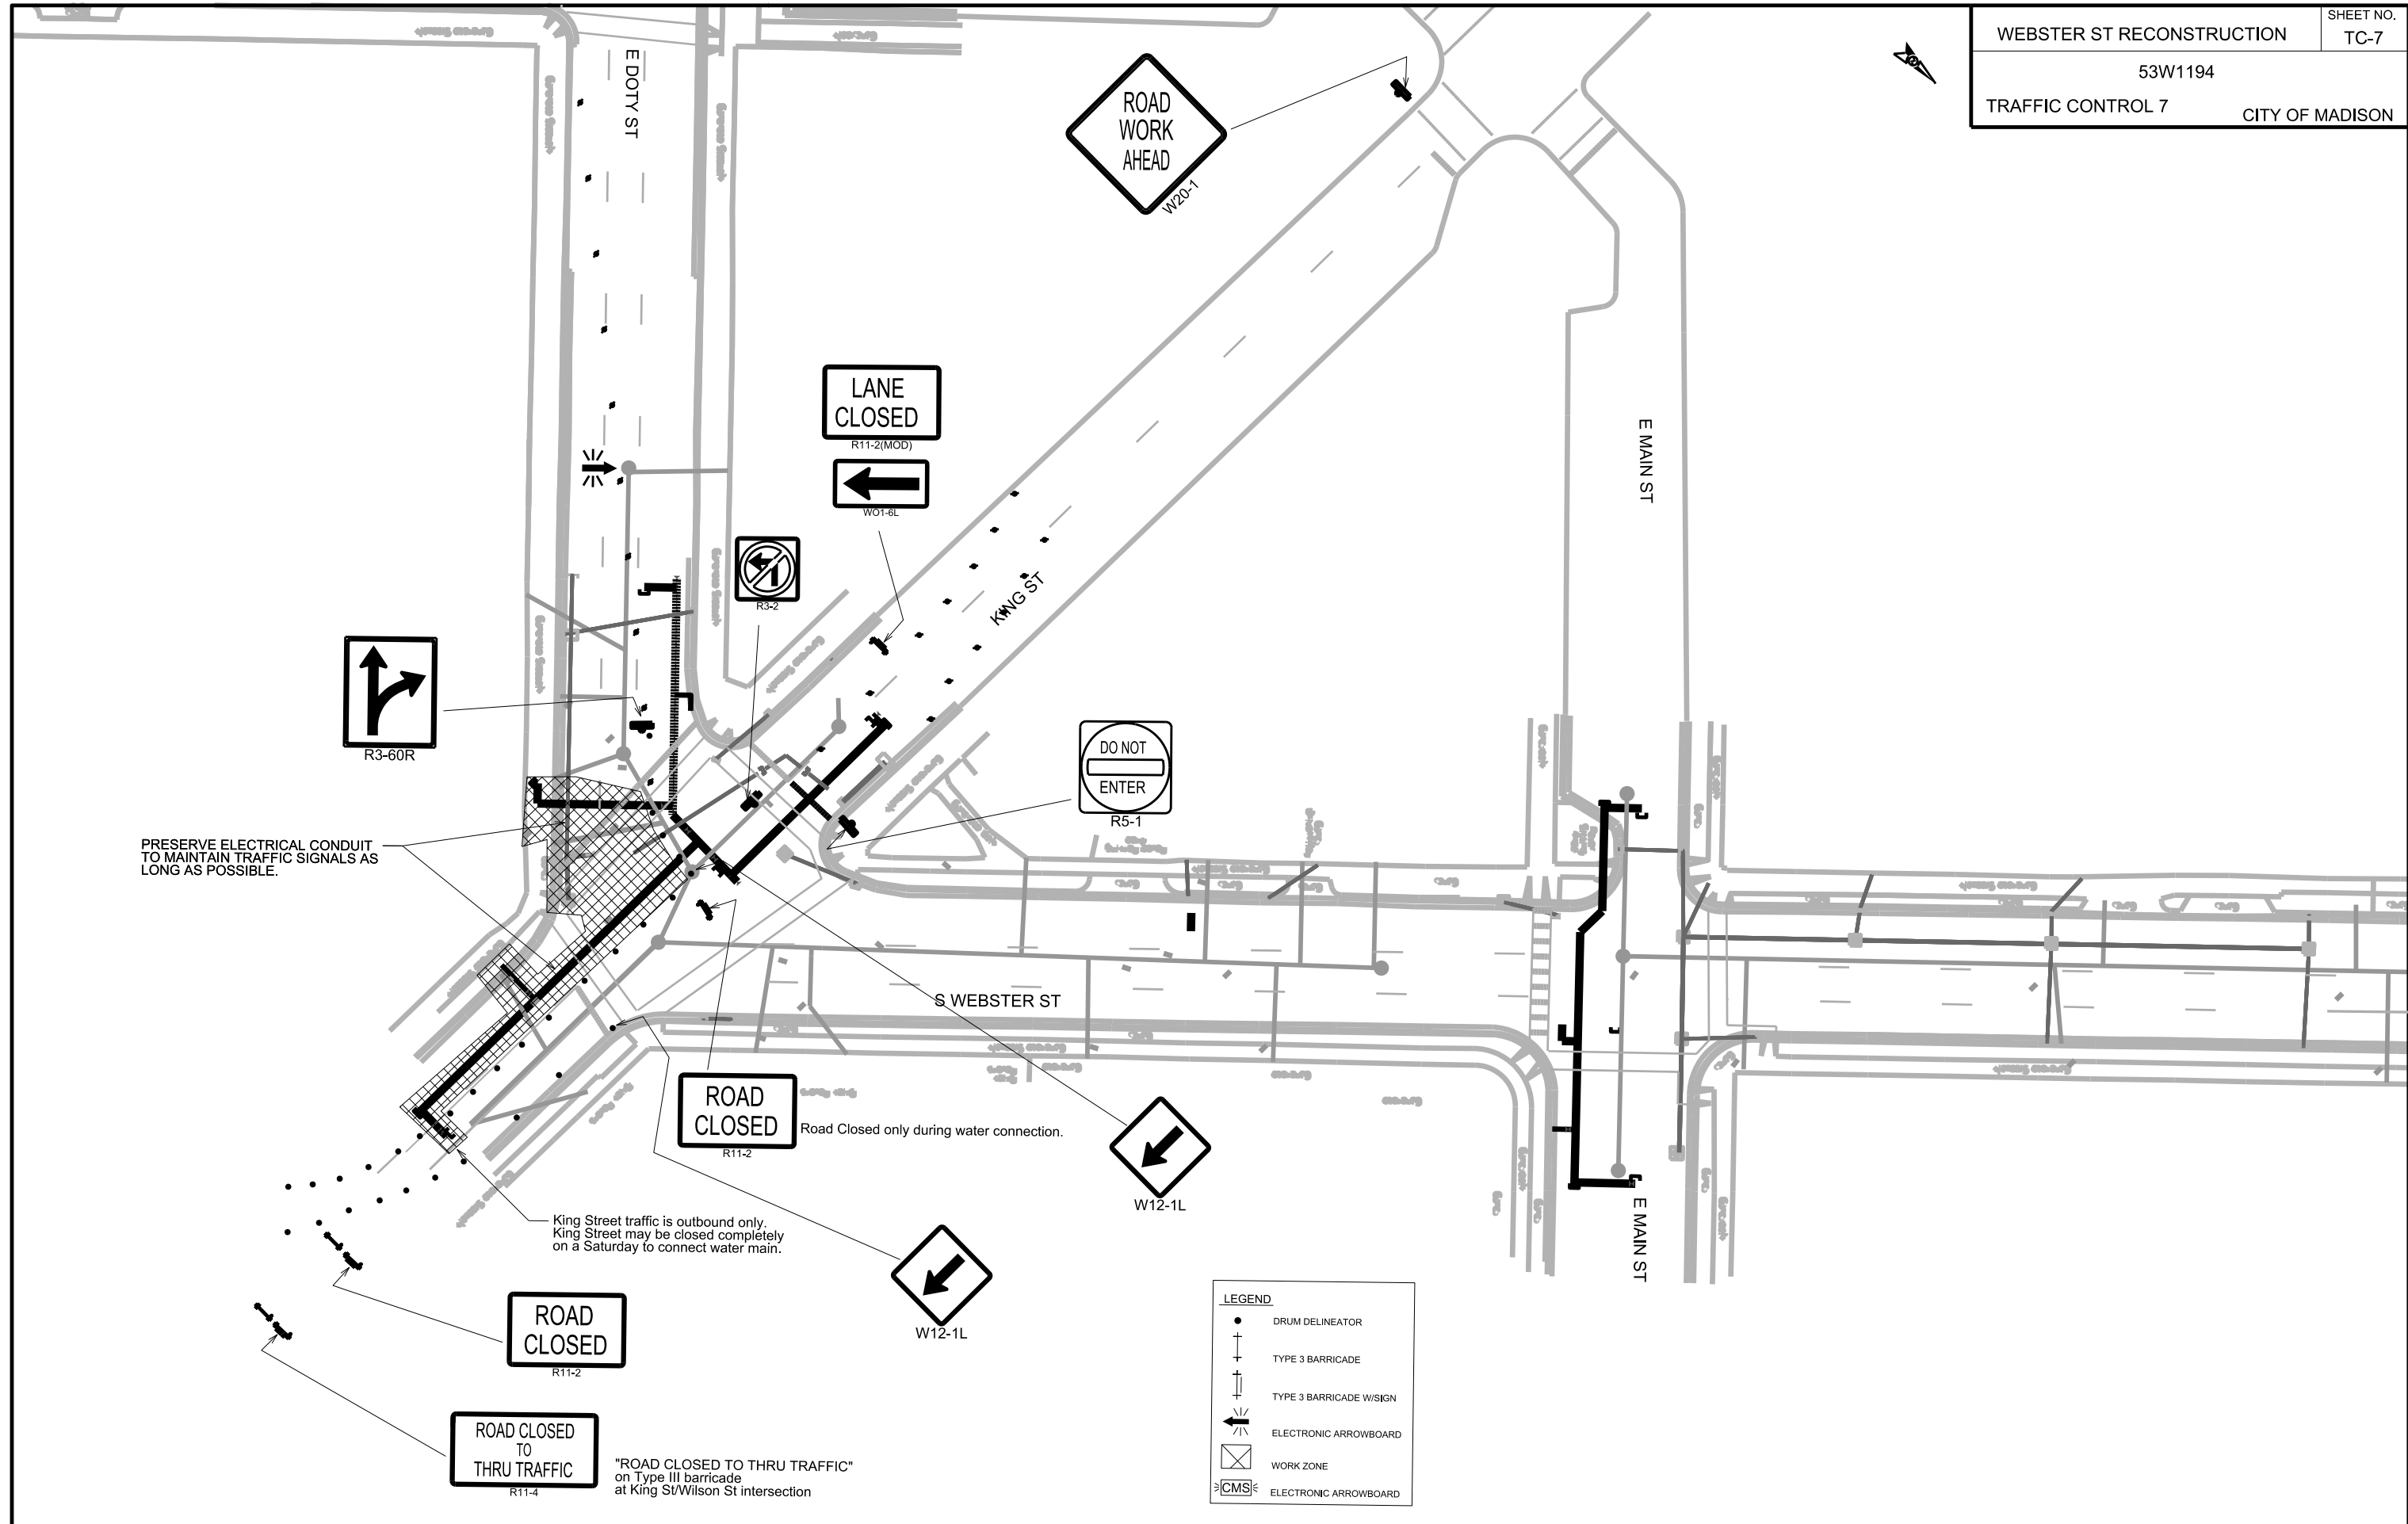 WEBSTER ST RECONSTRUCTION
SHEET NO.
TC-7
53W1194
TRAFFIC CONTROL 7
CITY OF MADISON
E DOTY ST
ROAD
WORK
AHEAD
W20-1
LANE
CLOSED
R11-2(MOD)
WO1-6L
E MAIN ST
R3-2
KING ST
R3-60R
DO NOT
ENTER
R5-1
PRESERVE ELECTRICAL CONDUIT
TO MAINTAIN TRAFFIC SIGNALS AS
LONG AS POSSIBLE.
S WEBSTER ST
ROAD
CLOSED
R11-2
Road Closed only during water connection.
W12-1L
King Street traffic is outbound only.
King Street may be closed completely
on a Saturday to connect water main.
W12-1L
E MAIN ST
ROAD
CLOSED
R11-2
ROAD CLOSED
TO
THRU TRAFFIC
R11-4
"ROAD CLOSED TO THRU TRAFFIC"
on Type III barricade
at King St/Wilson St intersection
LEGEND
DRUM DELINEATOR
TYPE 3 BARRICADE
TYPE 3 BARRICADE W/SIGN
ELECTRONIC ARROWBOARD
WORK ZONE
CMS ELECTRONIC ARROWBOARD